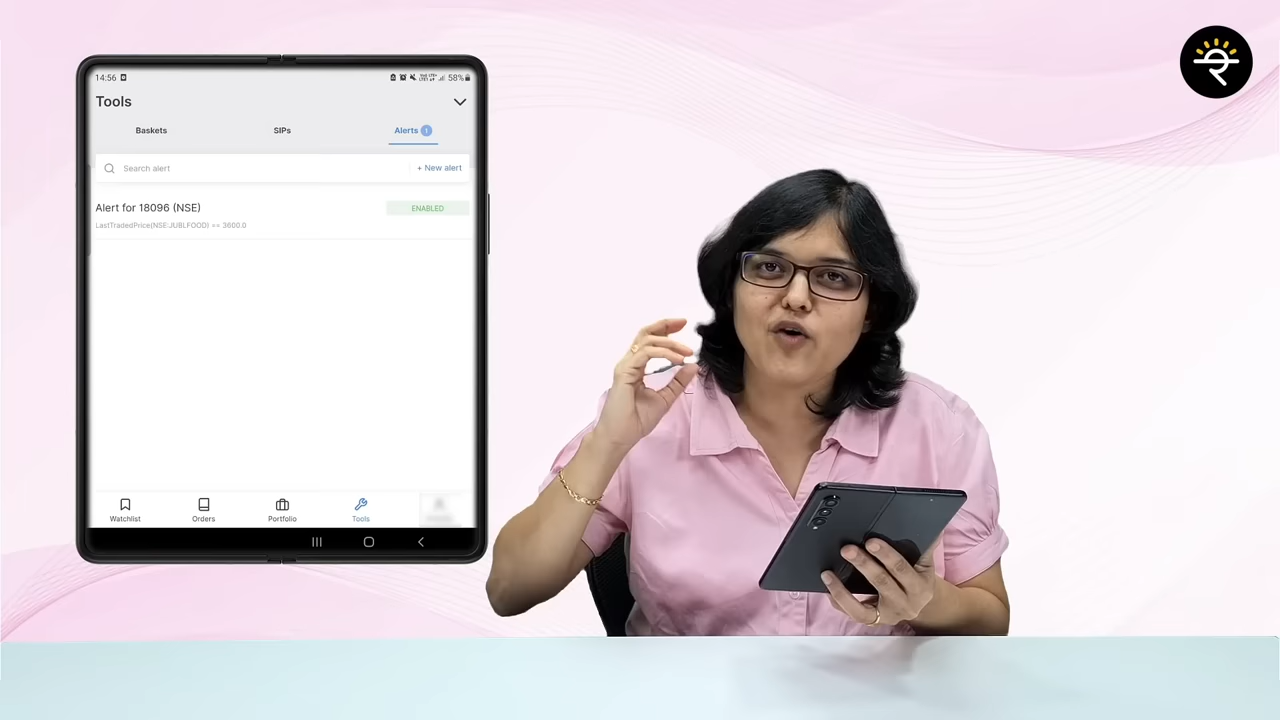 14:56
58%
Tools
Baskets SIPs Alerts 1
Search alert + New alert
Alert for 18096 (NSE) ENABLED
LastTradedPrice(NSE:JUBLFOOD) == 3600.0
Watchlist Orders Portfolio Tools